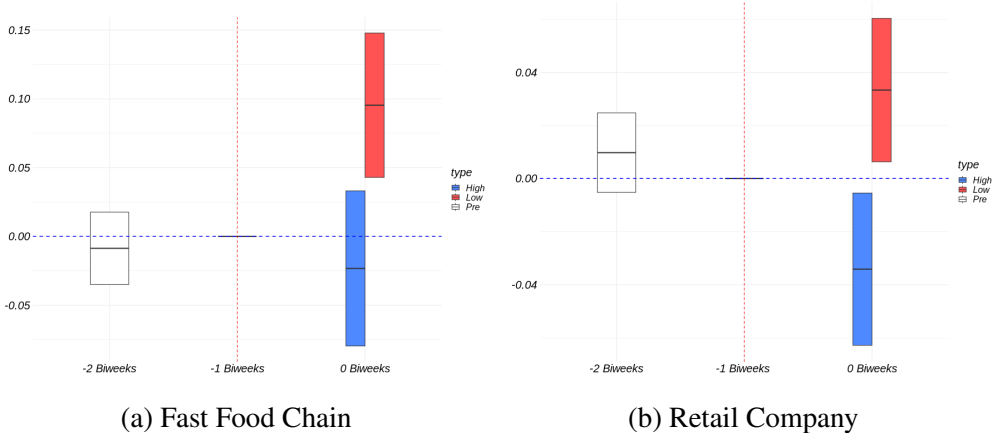 0.15
0.10
0.05
0.00
-0.05
-2 Biweeks
-1 Biweeks
0 Biweeks
type
High
Low
Pre
(a) Fast Food Chain
0.04
0.00
-0.04
-2 Biweeks
-1 Biweeks
0 Biweeks
type
High
Low
Pre
(b) Retail Company